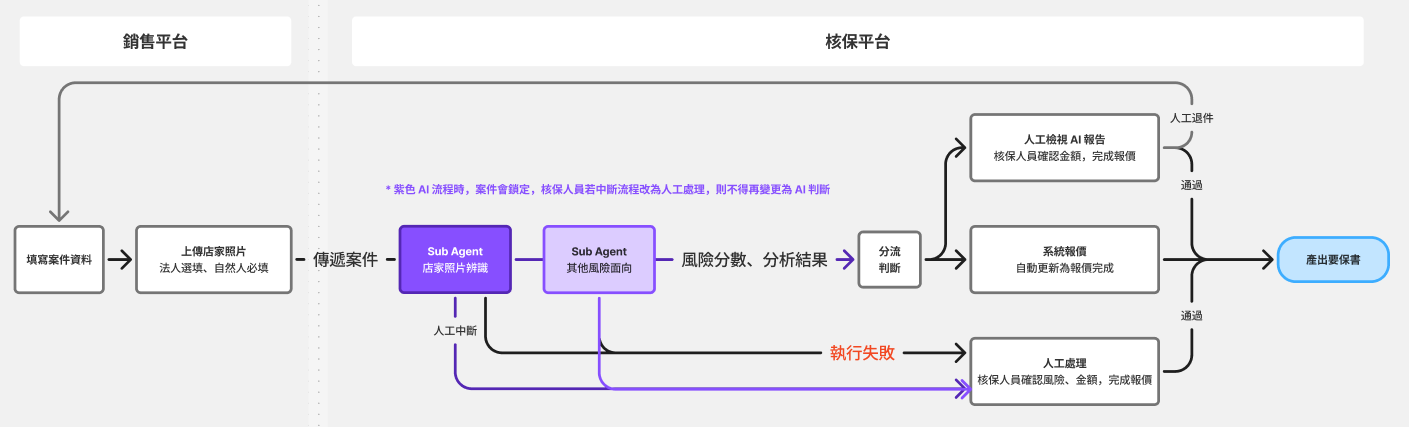 銷售平台
核保平台
人工退件
人工檢視 AI 報告
核保人員確認金額，完成報價
通過
* 紫色 AI 流程時，案件會鎖定，核保人員若中斷流程改為人工處理，則不得再變更為 AI 判斷
填寫案件資料
上傳店家照片
法人選填、自然人必填
傳遞案件
Sub Agent
店家照片辨識
Sub Agent
其他風險面向
風險分數、分析結果
分流
判斷
系統報價
自動更新為報價完成
產出要保書
通過
人工中斷
執行失敗
人工處理
核保人員確認風險、金額，完成報價